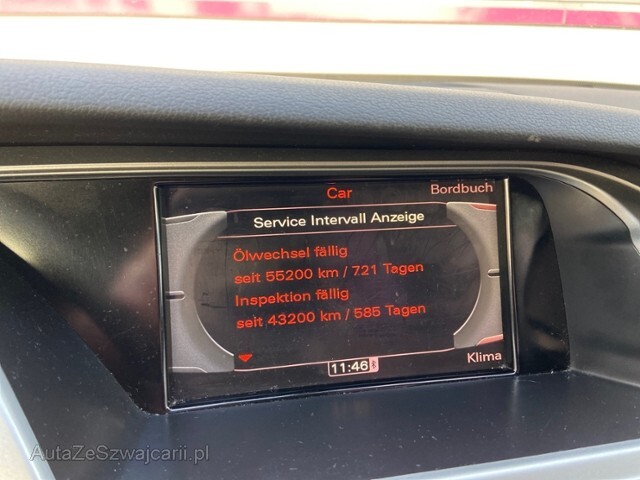 Car
Bordbuch
Service Intervall Anzeige
Ölwechsel fällig
seit 55200 km / 721 Tagen
Inspektion fällig
seit 43200 km / 585 Tagen
11:46
Klima
AutaZeSzwajcarii.pl